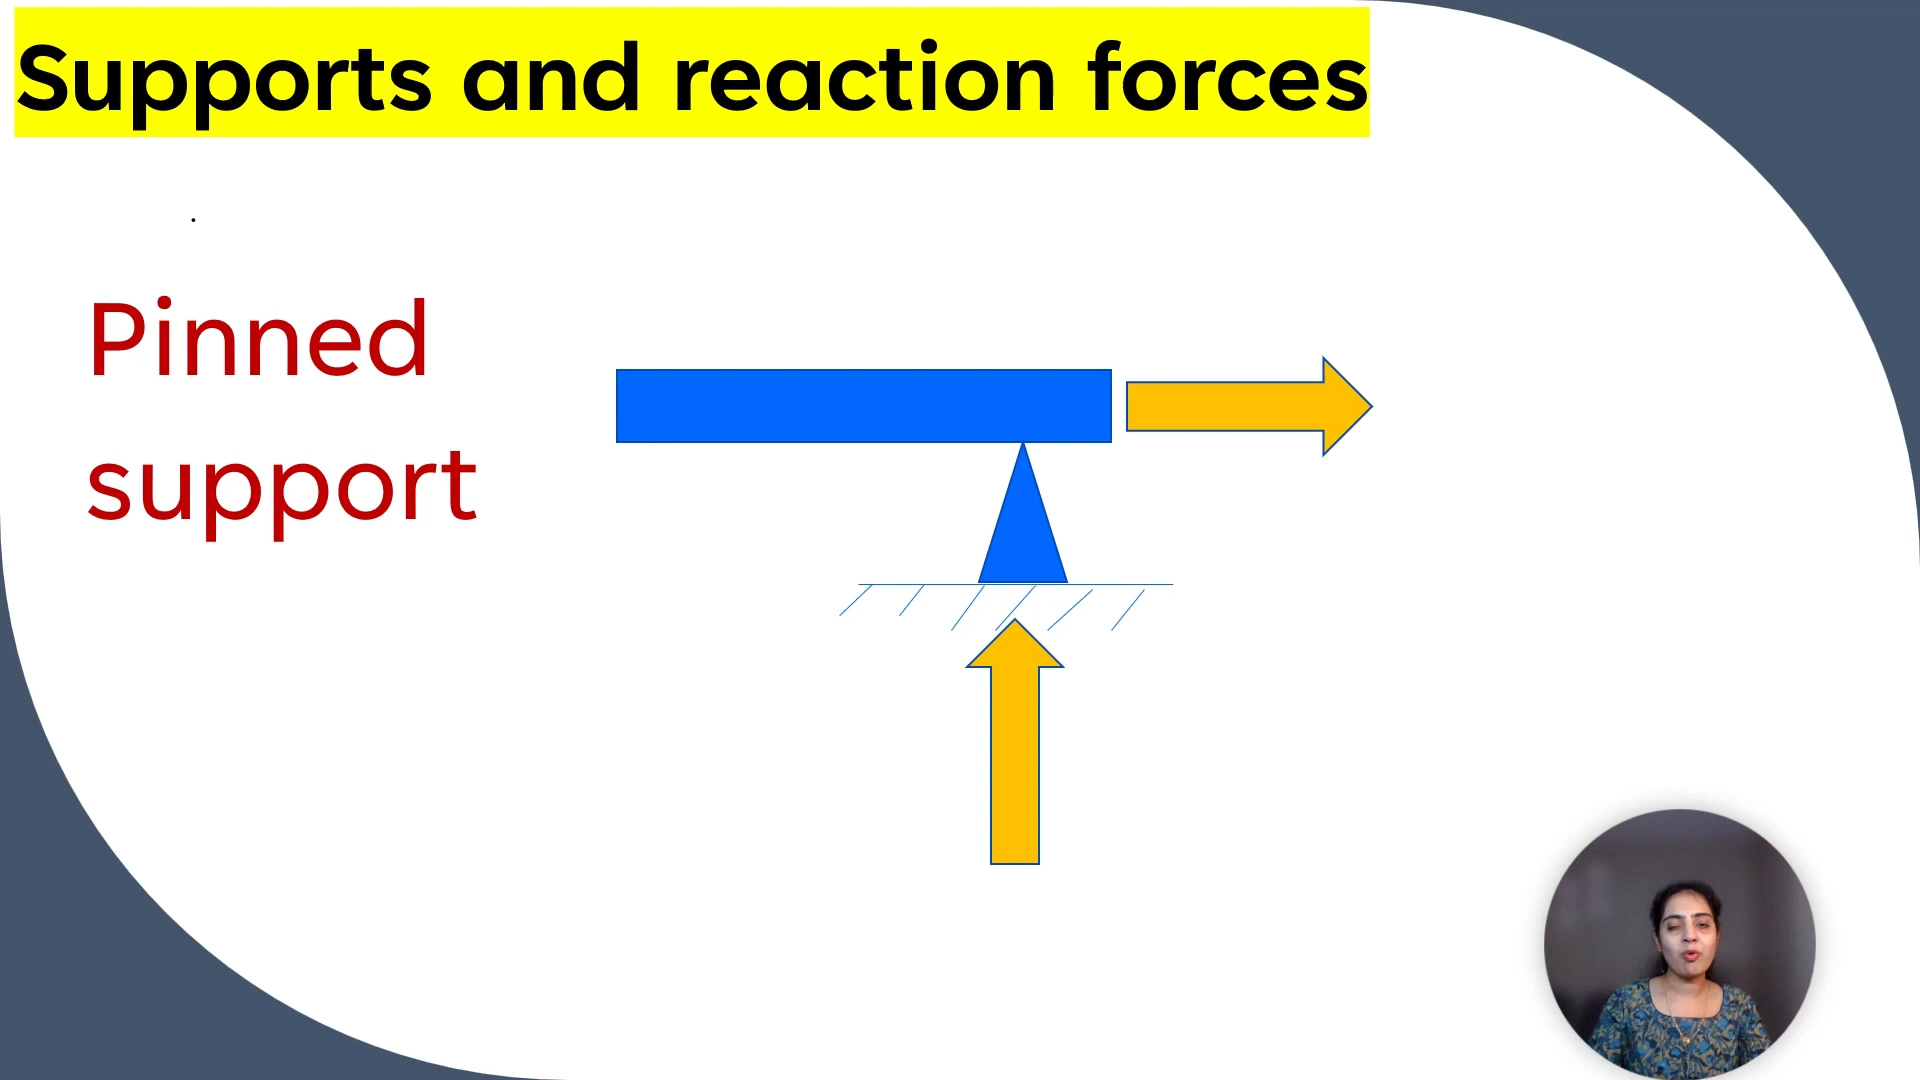 Supports and reaction forces
.
Pinned
support